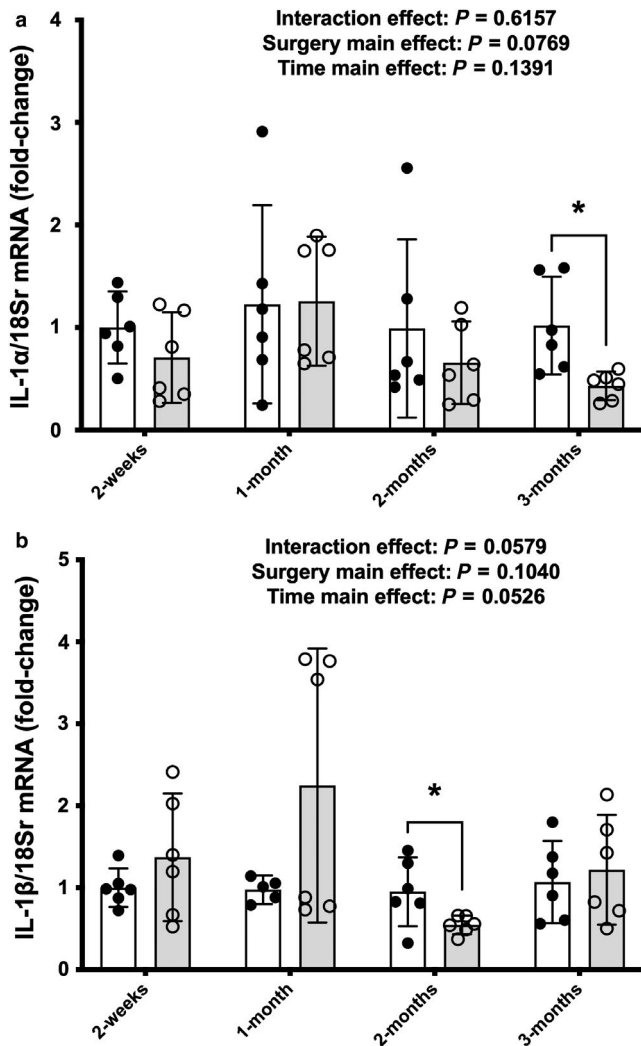 a
Interaction effect: P = 0.6157
Surgery main effect: P = 0.0769
Time main effect: P = 0.1391
IL-1α/18Sr mRNA (fold-change)
4
3
2
1
0
*
2-weeks
1-month
2-months
3-months
b
Interaction effect: P = 0.0579
Surgery main effect: P = 0.1040
Time main effect: P = 0.0526
IL-1β/18Sr mRNA (fold-change)
5
4
3
2
1
0
*
2-weeks
1-month
2-months
3-months